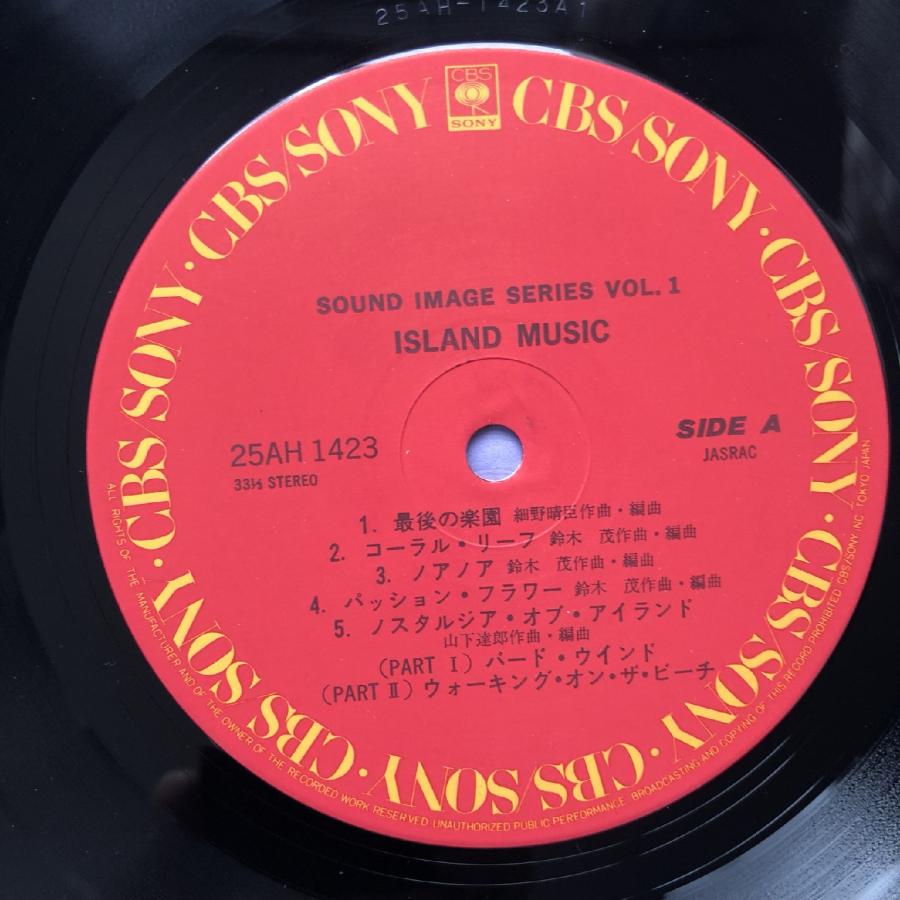 25AH-1423A1
CBS
SONY
CBS/SONY · CBS/SONY · CBS/SONY · CBS/SONY · CBS/SONY · CBS/SONY · CBS/SONY · CBS/SONY
SOUND IMAGE SERIES VOL. 1
ISLAND MUSIC
25AH 1423
33⅓ STEREO
SIDE A
JASRAC
1. 最後の楽園 細野晴臣作曲・編曲
2. コーラル・リーフ 鈴木 茂作曲・編曲
3. ノアノア 鈴木 茂作曲・編曲
4. パッション・フラワー 鈴木 茂作曲・編曲
5. ノスタルジア・オブ・アイランド
山下達郎作曲・編曲
(PART Ⅰ) バード・ウインド
(PART Ⅱ) ウォーキング・オン・ザ・ビーチ
ALL RIGHTS OF THE MANUFACTURER AND OF THE OWNER OF THE RECORDED WORK RESERVED UNAUTHORIZED PUBLIC PERFORMANCE BROADCASTING AND COPYING OF THIS RECORD PROHIBITED CBS/SONY INC. TOKYO JAPAN